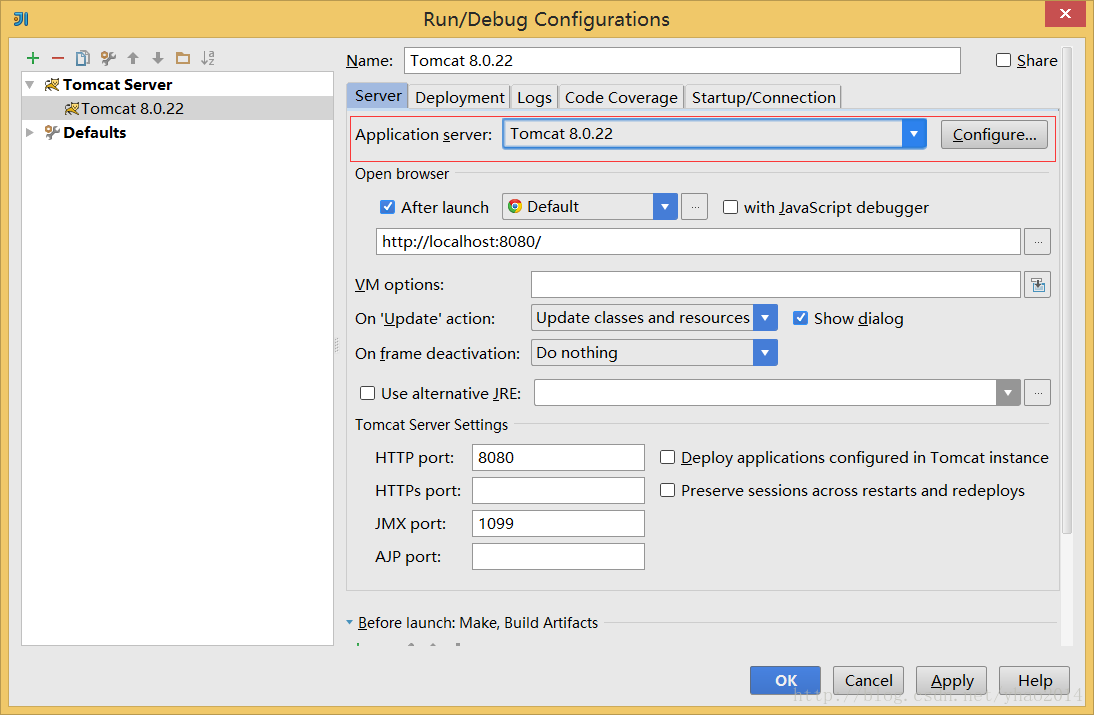 Run/Debug Configurations
Tomcat Server
Tomcat 8.0.22
Defaults
Name: Tomcat 8.0.22 Share
Server Deployment Logs Code Coverage Startup/Connection
Application server: Tomcat 8.0.22 Configure...
Open browser
After launch Default ... with JavaScript debugger
http://localhost:8080/ ...
VM options:
On 'Update' action: Update classes and resources Show dialog
On frame deactivation: Do nothing
Use alternative JRE: ...
Tomcat Server Settings
HTTP port: 8080 Deploy applications configured in Tomcat instance
HTTPs port: Preserve sessions across restarts and redeploys
JMX port: 1099
AJP port:
Before launch: Make, Build Artifacts
OK Cancel Apply Help
http://blog.csdn.net/yhao2014